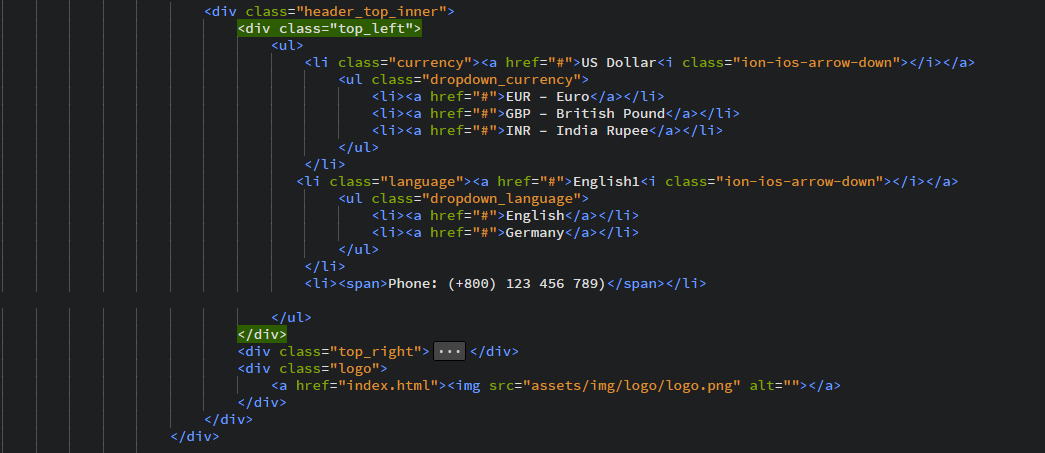 <div class="header_top_inner">
<div class="top_left">
<ul>
<li class="currency"><a href="#">US Dollar<i class="ion-ios-arrow-down"></i></a>
<ul class="dropdown_currency">
<li><a href="#">EUR – Euro</a></li>
<li><a href="#">GBP – British Pound</a></li>
<li><a href="#">INR – India Rupee</a></li>
</ul>
</li>
<li class="language"><a href="#">English1<i class="ion-ios-arrow-down"></i></a>
<ul class="dropdown_language">
<li><a href="#">English</a></li>
<li><a href="#">Germany</a></li>
</ul>
</li>
<li><span>Phone: (+800) 123 456 789)</span></li>
</ul>
</div>
<div class="top_right"> ... </div>
<div class="logo">
<a href="index.html"><img src="assets/img/logo/logo.png" alt=""></a>
</div>
</div>
</div>